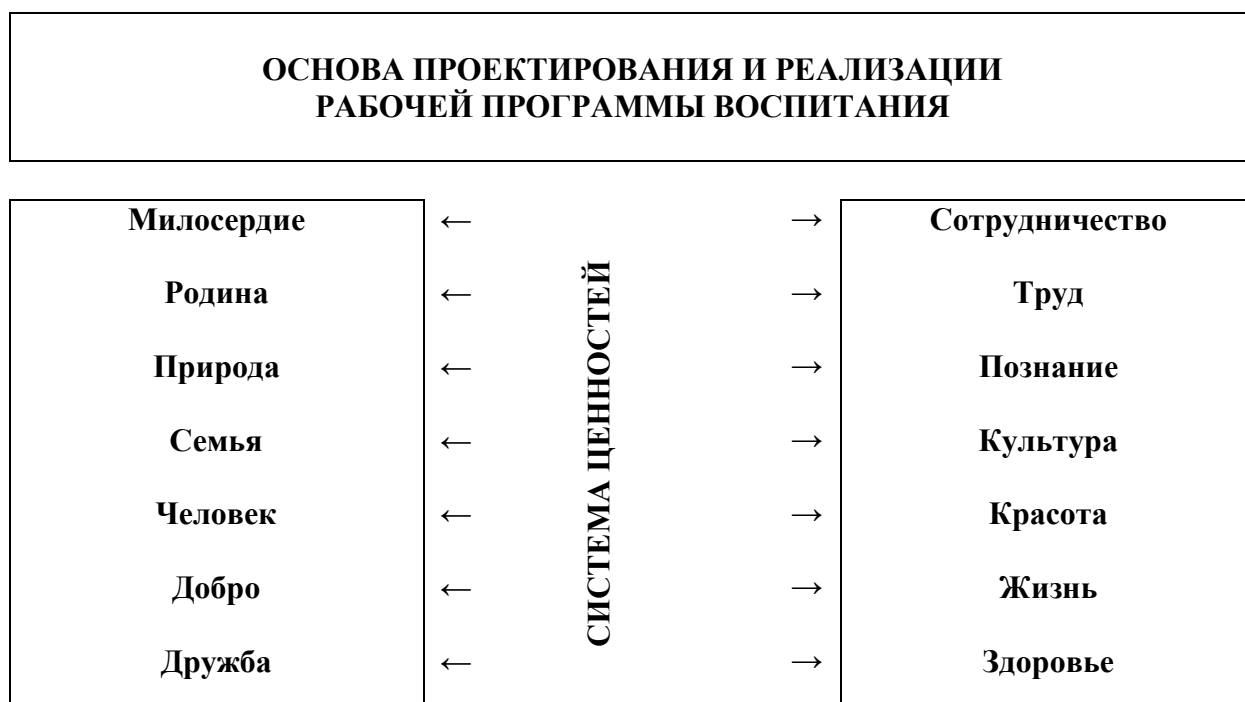 ОСНОВА ПРОЕКТИРОВАНИЯ И РЕАЛИЗАЦИИ
РАБОЧЕЙ ПРОГРАММЫ ВОСПИТАНИЯ
Милосердие ← → Сотрудничество
Родина ← → Труд
Природа ← → Познание
Семья ← → Культура
Человек ← → Красота
Добро ← → Жизнь
Дружба ← → Здоровье
СИСТЕМА ЦЕННОСТЕЙ